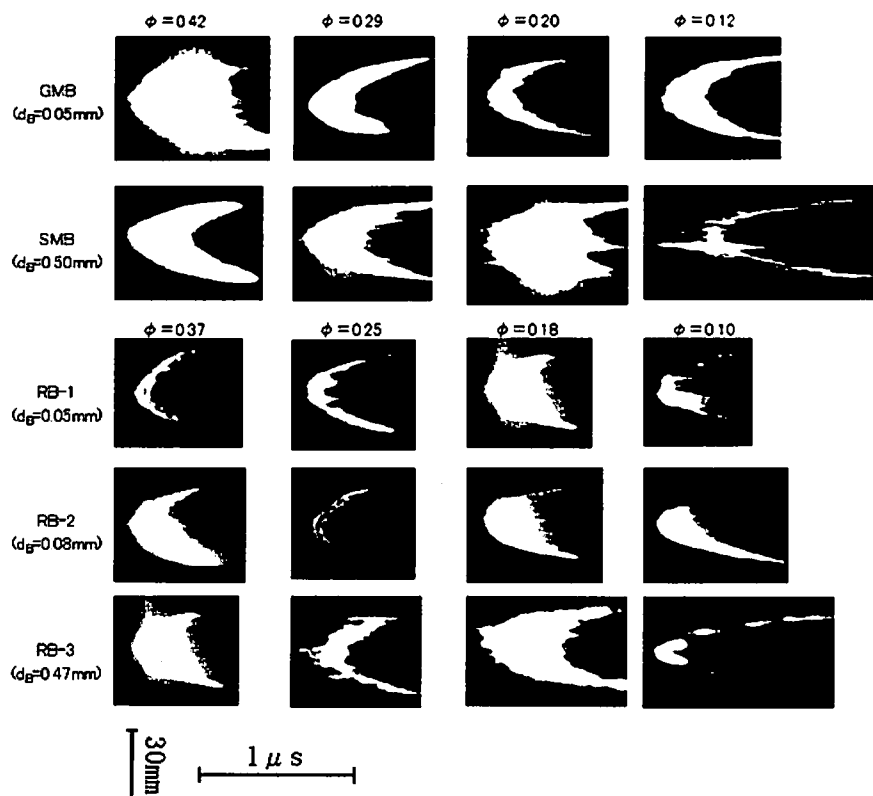 ϕ = 0.42 ϕ = 0.29 ϕ = 0.20 ϕ = 0.12
GMB
(dB=0.05mm)
SMB
(dB=0.50mm)
ϕ = 0.37 ϕ = 0.25 ϕ = 0.18 ϕ = 0.10
RB-1
(dB=0.05mm)
RB-2
(dB=0.08mm)
RB-3
(dB=0.47mm)
30mm
1 μs